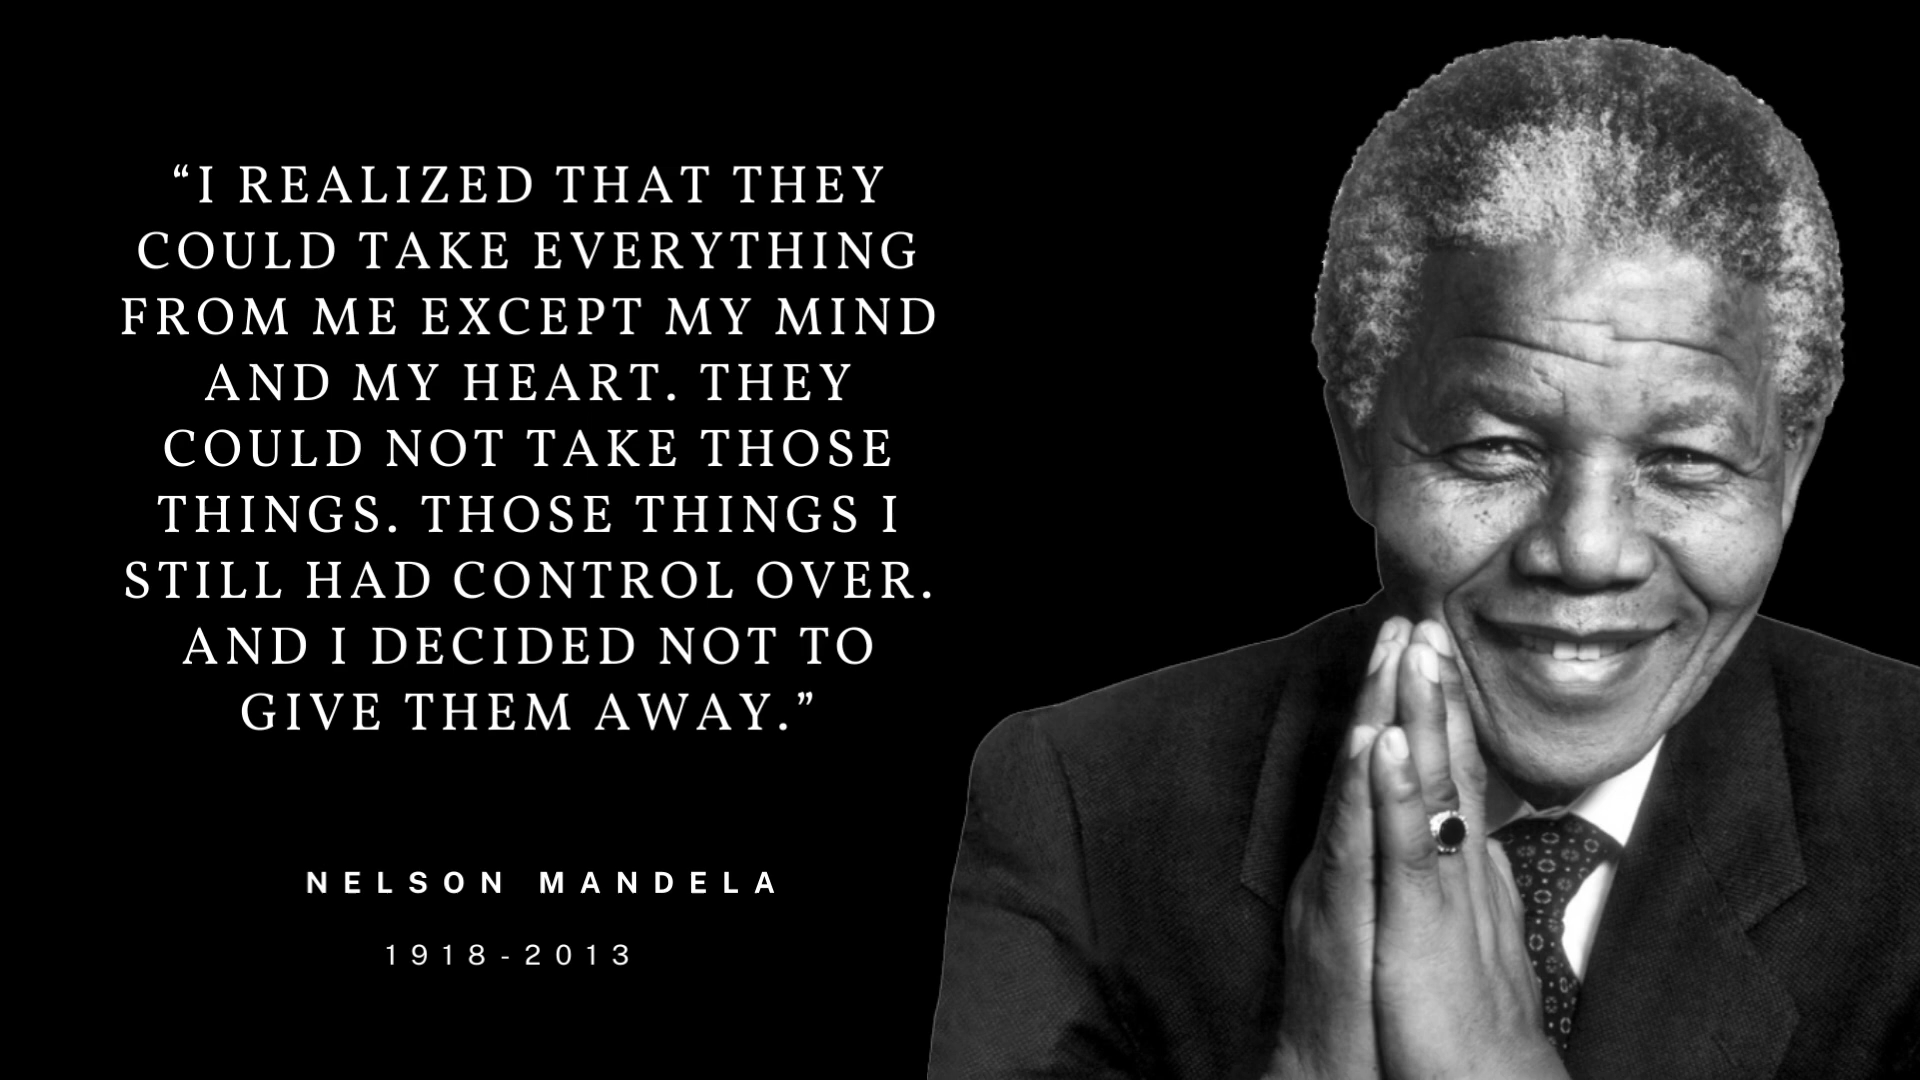 “I REALIZED THAT THEY
COULD TAKE EVERYTHING
FROM ME EXCEPT MY MIND
AND MY HEART. THEY
COULD NOT TAKE THOSE
THINGS. THOSE THINGS I
STILL HAD CONTROL OVER.
AND I DECIDED NOT TO
GIVE THEM AWAY.”
NELSON MANDELA
1918-2013